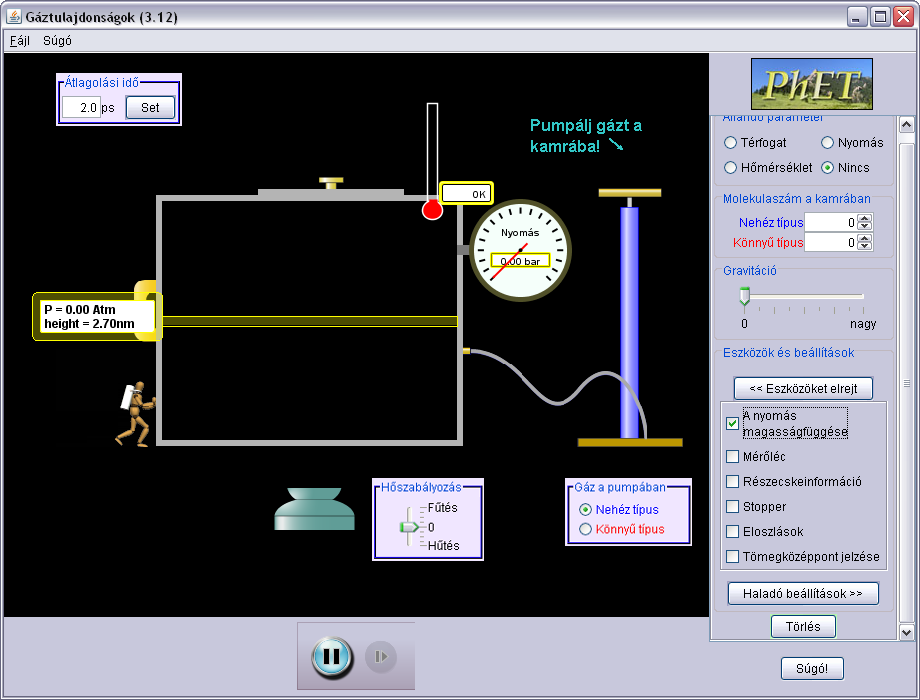 Gáztulajdonságok (3.12)
Fájl Súgó
Átlagolási idő
2.0 ps Set
Pumpálj gázt a
kamrába!
0K
Nyomás
0.00 bar
P = 0.00 Atm
height = 2.70nm
Hőszabályozás
Fűtés
0
Hűtés
Gáz a pumpában
Nehéz típus
Könnyű típus
PhET
Állandó paraméter
Térfogat Nyomás
Hőmérséklet Nincs
Molekulaszám a kamrában
Nehéz típus 0
Könnyű típus 0
Gravitáció
0 nagy
Eszközök és beállítások
<< Eszközöket elrejt
A nyomás
magasságfüggése
Mérőléc
Részecskeinformáció
Stopper
Eloszlások
Tömegközéppont jelzése
Haladó beállítások >>
Törlés
Súgó!